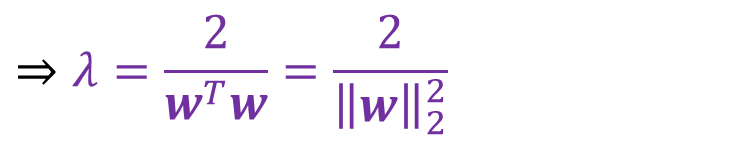 ⇒ λ = 2 / (wᵀw) = 2 / ‖w‖₂²